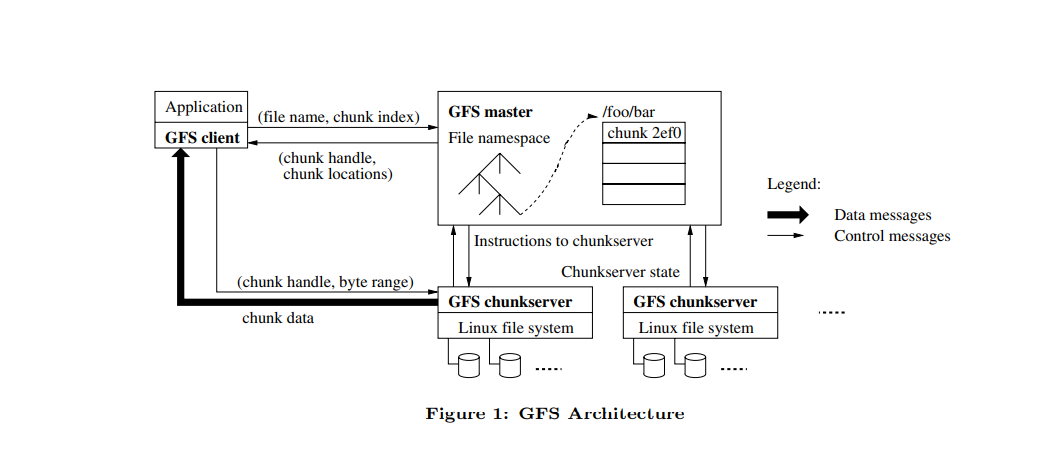 Application
GFS client
(file name, chunk index)
(chunk handle,
chunk locations)
GFS master
File namespace
/foo/bar
chunk 2ef0
Legend:
Data messages
Control messages
Instructions to chunkserver
Chunkserver state
(chunk handle, byte range)
chunk data
GFS chunkserver
Linux file system
GFS chunkserver
Linux file system
Figure 1: GFS Architecture